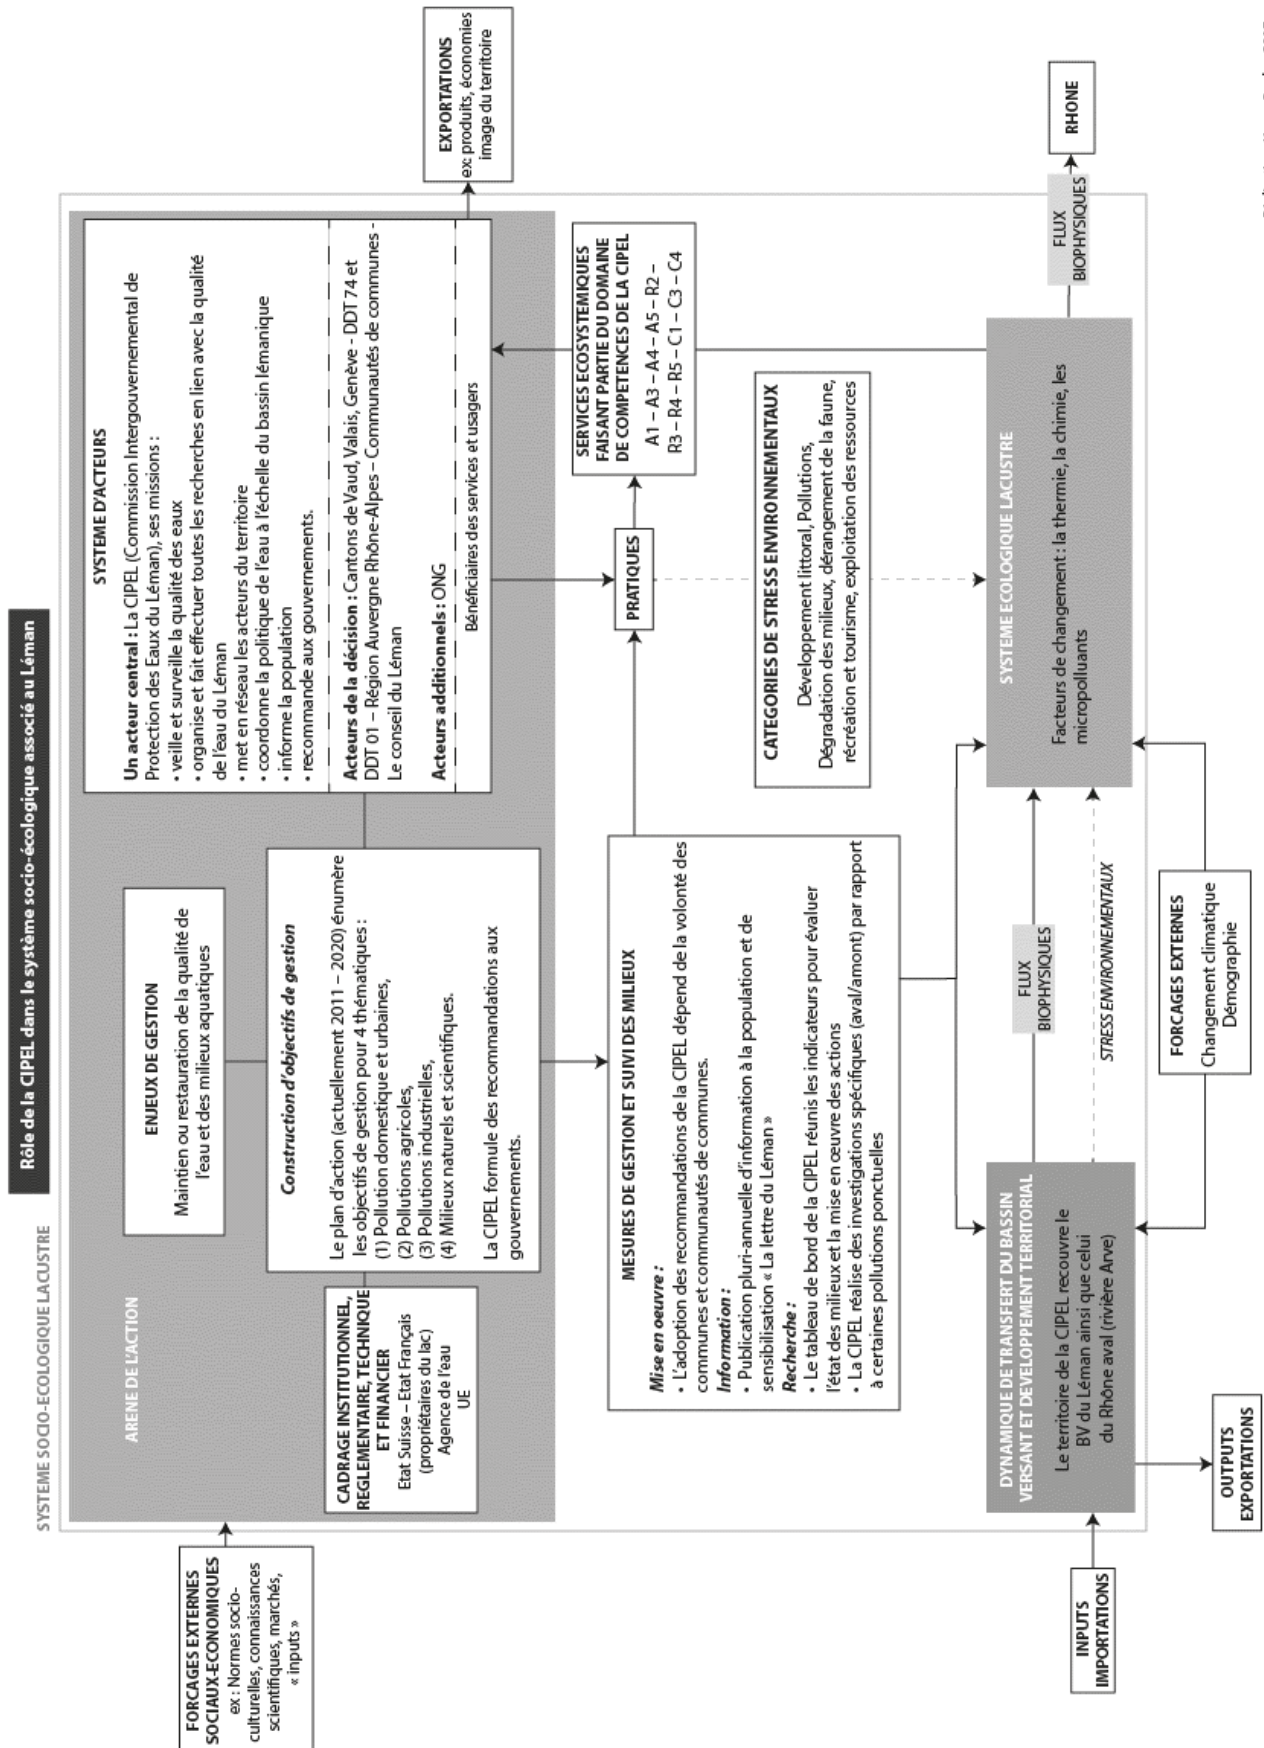 Rôle de la CIPEL dans le système socio-écologique associé au Léman
SYSTEME SOCIO-ECOLOGIQUE LACUSTRE
FORCAGES EXTERNES
SOCIAUX-ECONOMIQUES
ex : Normes socio-
culturelles, connaissances
scientifiques, marchés,
« inputs »
ARENE DE L'ACTION
ENJEUX DE GESTION
Maintien ou restauration de la qualité de
l'eau et des milieux aquatiques
CADRAGE INSTITUTIONNEL,
REGLEMENTAIRE, TECHNIQUE
ET FINANCIER
Etat Suisse – Etat Français
(propriétaires du lac)
Agence de l'eau
UE
Construction d'objectifs de gestion
Le plan d'action (actuellement 2011 – 2020) énumère
les objectifs de gestion pour 4 thématiques :
(1) Pollution domestique et urbaines,
(2) Pollutions agricoles,
(3) Pollutions industrielles,
(4) Milieux naturels et scientifiques.
La CIPEL formule des recommandations aux
gouvernements.
SYSTEME D'ACTEURS
Un acteur central : La CIPEL (Commission Intergouvernemental de
Protection des Eaux du Léman), ses missions :
• veille et surveille la qualité des eaux
• organise et fait effectuer toutes les recherches en lien avec la qualité
de l'eau du Léman
• met en réseau les acteurs du territoire
• coordonne la politique de l'eau à l'échelle du bassin lémanique
• informe la population
• recommande aux gouvernements.
Acteurs de la décision : Cantons de Vaud, Valais, Genève - DDT 74 et
DDT 01 – Région Auvergne Rhône-Alpes – Communautés de communes -
Le conseil du Léman
Acteurs additionnels : ONG
Bénéficiaires des services et usagers
EXPORTATIONS
ex: produits, économies
image du territoire
MESURES DE GESTION ET SUIVI DES MILIEUX
Mise en oeuvre :
• L'adoption des recommandations de la CIPEL dépend de la volonté des
communes et communautés de communes.
Information :
• Publication pluri-annuelle d'information à la population et de
sensibilisation « La lettre du Léman »
Recherche :
• Le tableau de bord de la CIPEL réunis les indicateurs pour évaluer
l'état des milieux et la mise en œuvre des actions
• La CIPEL réalise des investigations spécifiques (aval/amont) par rapport
à certaines pollutions ponctuelles
PRATIQUES
SERVICES ECOSYSTEMIQUES
FAISANT PARTIE DU DOMAINE
DE COMPETENCES DE LA CIPEL
A1 – A3 – A4 – A5 – R2 –
R3 – R4 – R5 – C1 – C3 – C4
CATEGORIES DE STRESS ENVIRONNEMENTAUX
Développement littoral, Pollutions,
Dégradation des milieux, dérangement de la faune,
récréation et tourisme, exploitation des ressources
INPUTS
IMPORTATIONS
DYNAMIQUE DE TRANSFERT DU BASSIN
VERSANT ET DEVELOPPEMENT TERRITORIAL
Le territoire de la CIPEL recouvre le
BV du Léman ainsi que celui
du Rhône aval (rivière Arve)
OUTPUTS
EXPORTATIONS
FLUX
BIOPHYSIQUES
STRESS ENVIRONNEMENTAUX
FORCAGES EXTERNES
Changement climatique
Démographie
SYSTEME ECOLOGIQUE LACUSTRE
Facteurs de changement : la thermie, la chimie, les
micropolluants
FLUX
BIOPHYSIQUES
RHONE